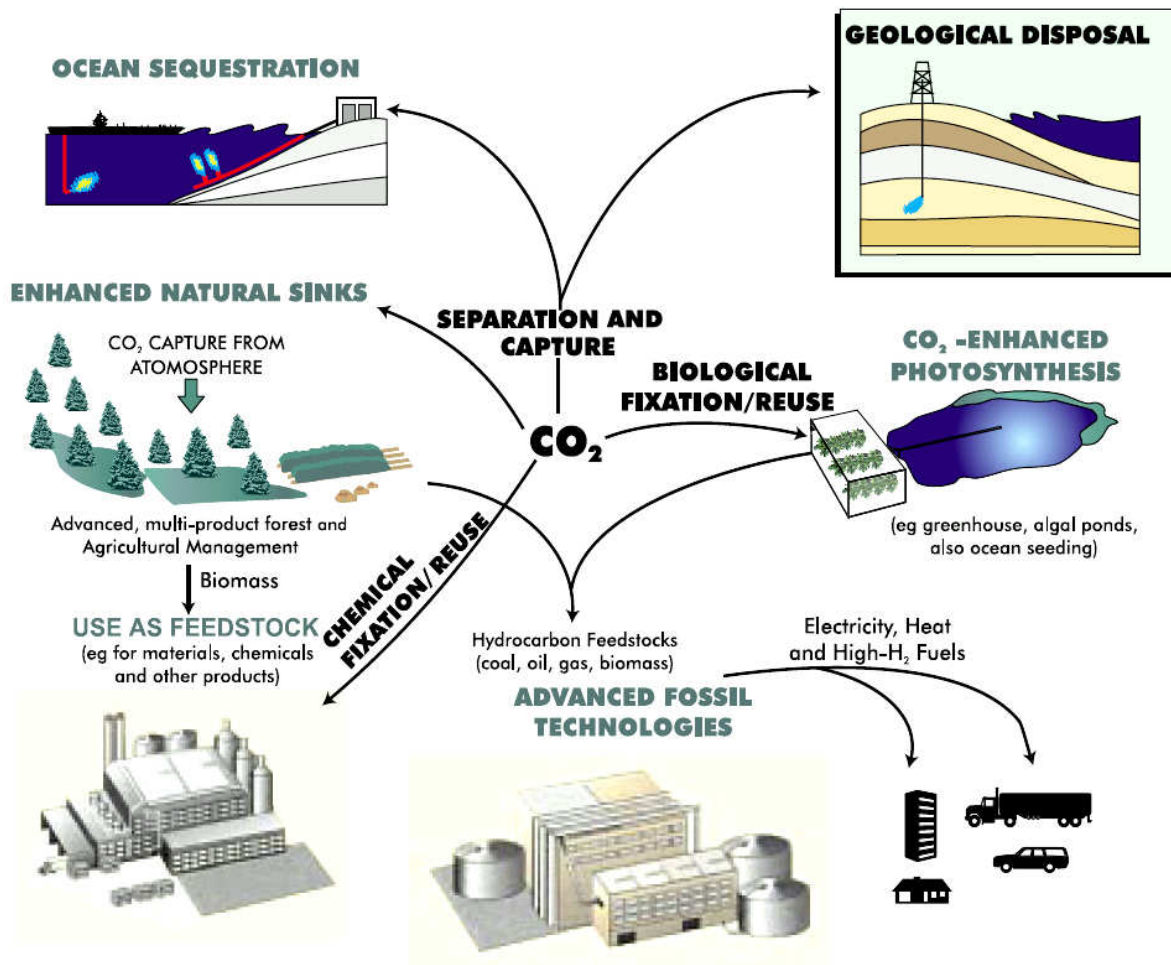 GEOLOGICAL DISPOSAL
OCEAN SEQUESTRATION
ENHANCED NATURAL SINKS
CO₂ CAPTURE FROM
ATOMOSPHERE
SEPARATION AND
CAPTURE
BIOLOGICAL
FIXATION/REUSE
CO₂ -ENHANCED
PHOTOSYNTHESIS
CO₂
(eg greenhouse, algal ponds,
also ocean seeding)
Advanced, multi-product forest and
Agricultural Management
Biomass
CHEMICAL
FIXATION/REUSE
USE AS FEEDSTOCK
(eg for materials, chemicals
and other products)
Hydrocarbon Feedstocks
(coal, oil, gas, biomass)
ADVANCED FOSSIL
TECHNOLOGIES
Electricity, Heat
and High-H₂ Fuels